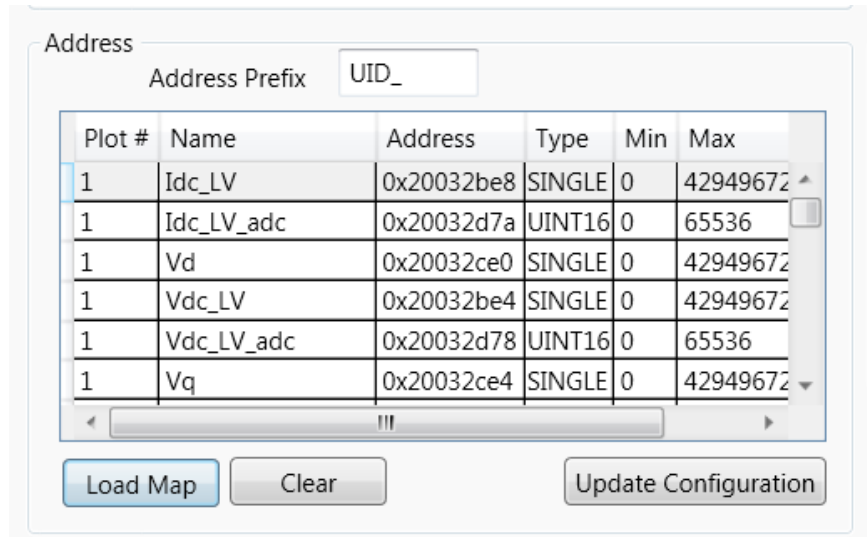 Address
Address Prefix UID_
Plot # Name Address Type Min Max
1 Idc_LV 0x20032be8 SINGLE 0 42949672
1 Idc_LV_adc 0x20032d7a UINT16 0 65536
1 Vd 0x20032ce0 SINGLE 0 42949672
1 Vdc_LV 0x20032be4 SINGLE 0 42949672
1 Vdc_LV_adc 0x20032d78 UINT16 0 65536
1 Vq 0x20032ce4 SINGLE 0 42949672
Load Map Clear Update Configuration